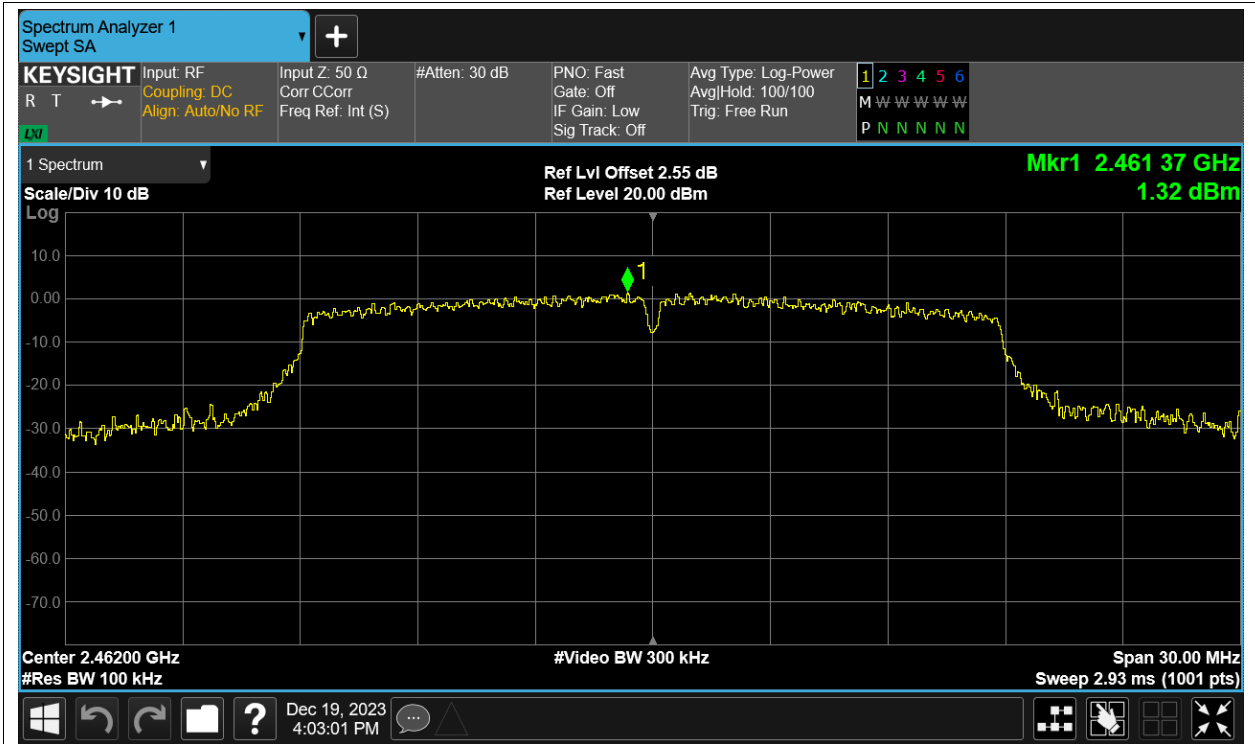 Spectrum Analyzer 1
Swept SA
KEYSIGHT
R T
LXI
Input: RF
Coupling: DC
Align: Auto/No RF
Input Z: 50 Ω
Corr CCorr
Freq Ref: Int (S)
#Atten: 30 dB
PNO: Fast
Gate: Off
IF Gain: Low
Sig Track: Off
Avg Type: Log-Power
Avg|Hold: 100/100
Trig: Free Run
1 2 3 4 5 6
M W W W W W
P N N N N N
1 Spectrum
Scale/Div 10 dB
Log
Ref Lvl Offset 2.55 dB
Ref Level 20.00 dBm
Mkr1 2.461 37 GHz
1.32 dBm
1
10.0
0.00
-10.0
-20.0
-30.0
-40.0
-50.0
-60.0
-70.0
Center 2.46200 GHz
#Res BW 100 kHz
#Video BW 300 kHz
Span 30.00 MHz
Sweep 2.93 ms (1001 pts)
?
Dec 19, 2023
4:03:01 PM